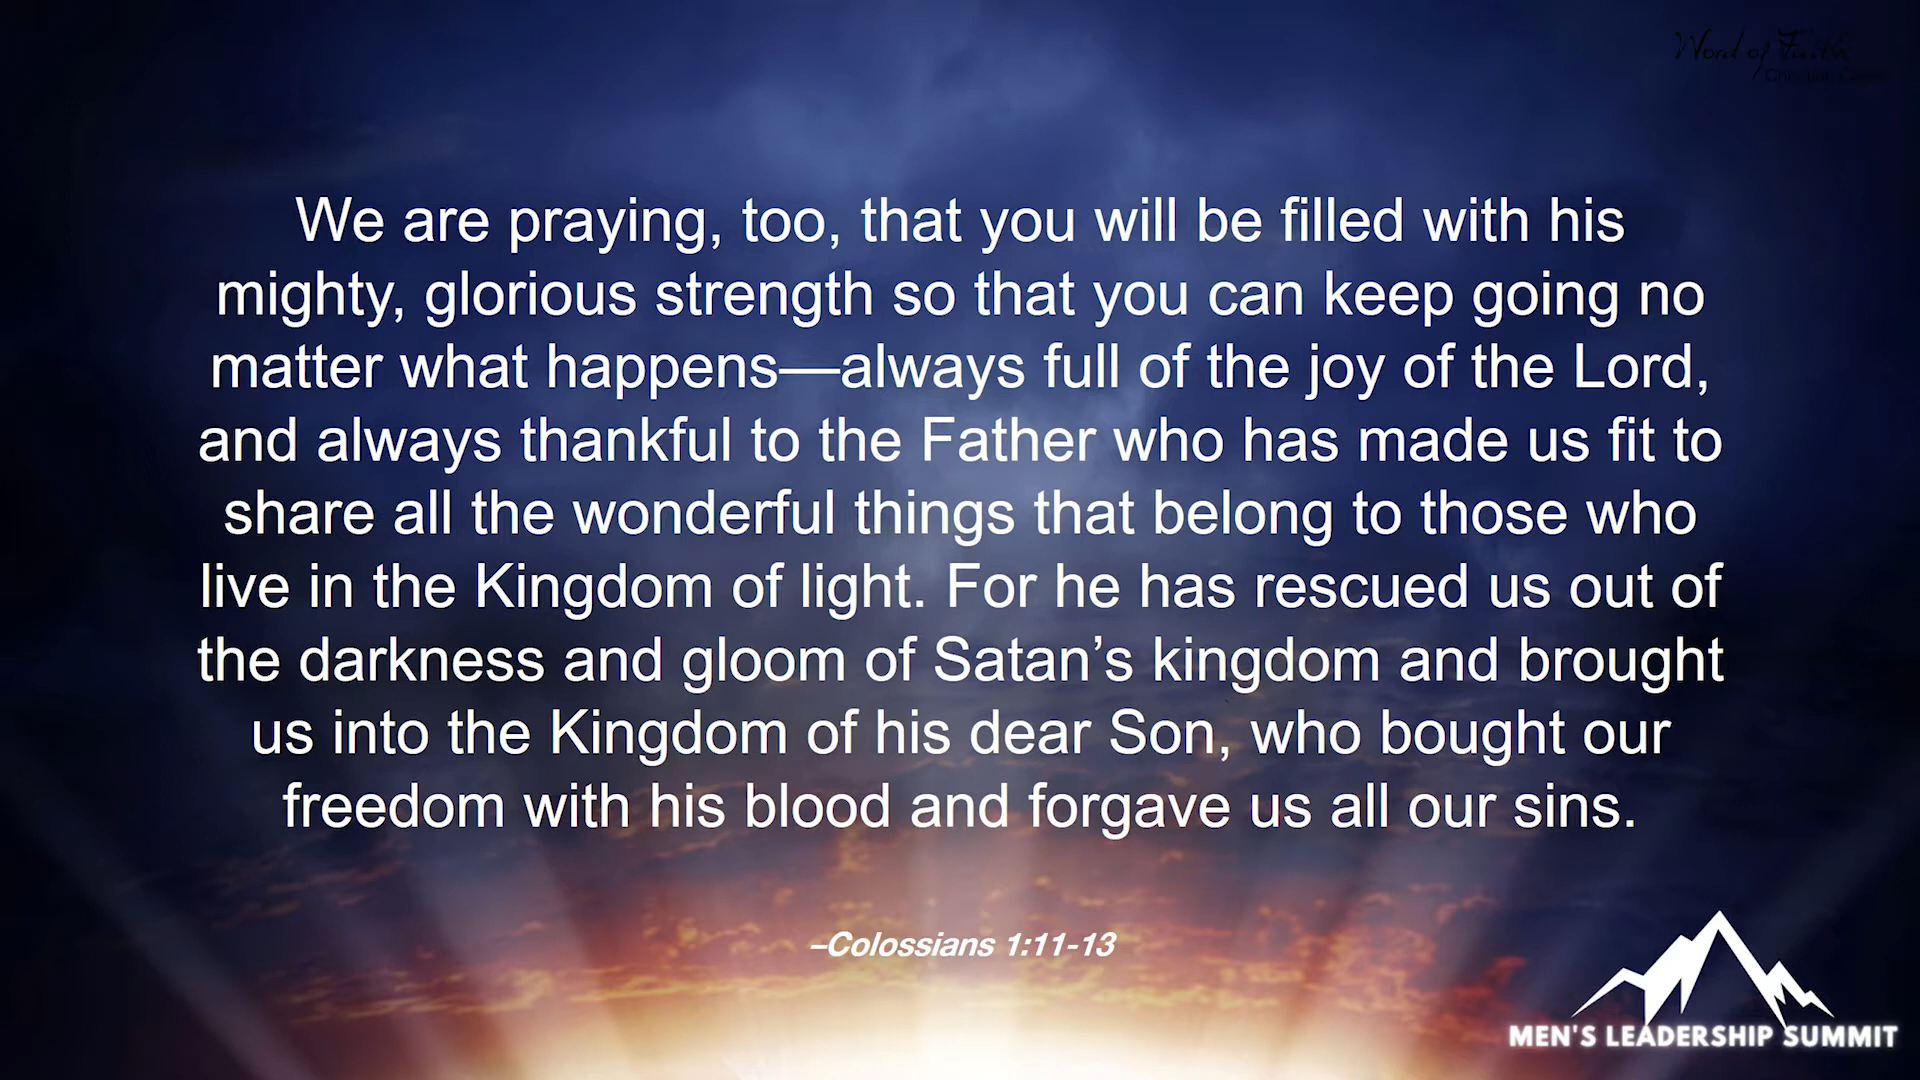 Word of Faith
We are praying, too, that you will be filled with his
mighty, glorious strength so that you can keep going no
matter what happens—always full of the joy of the Lord,
and always thankful to the Father who has made us fit to
share all the wonderful things that belong to those who
live in the Kingdom of light. For he has rescued us out of
the darkness and gloom of Satan’s kingdom and brought
us into the Kingdom of his dear Son, who bought our
freedom with his blood and forgave us all our sins.
–Colossians 1:11-13
MEN'S LEADERSHIP SUMMIT